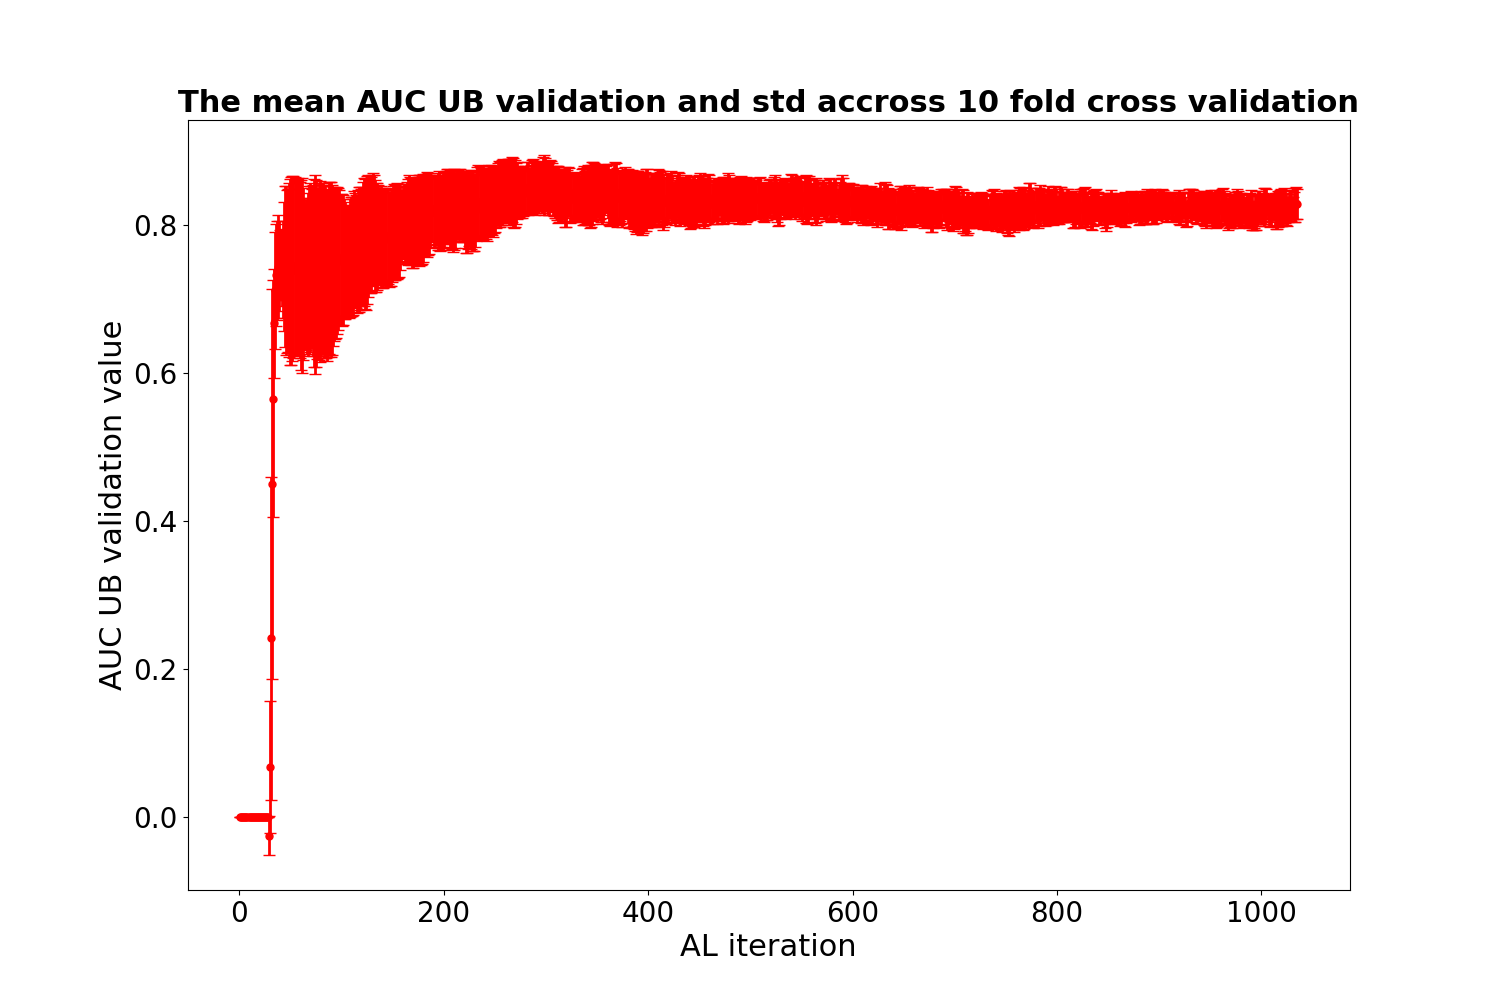 The mean AUC UB validation and std accross 10 fold cross validation
AUC UB validation value
0.8
0.6
0.4
0.2
0.0
0 200 400 600 800 1000
AL iteration